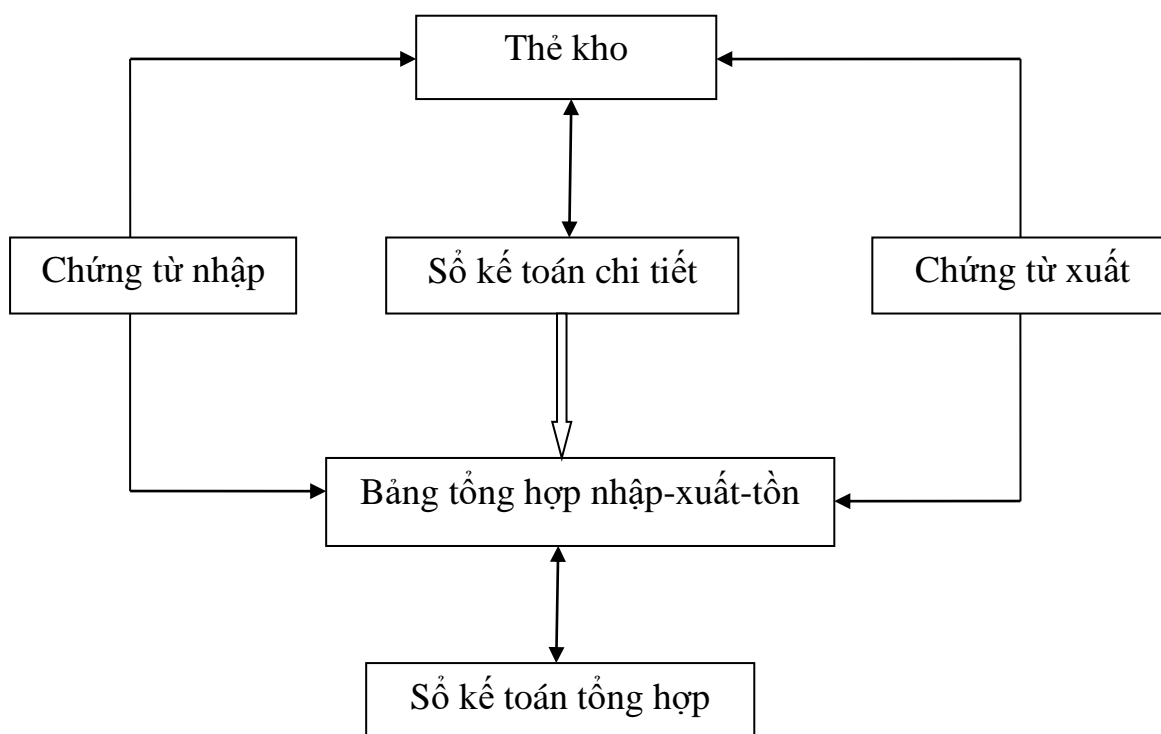 Thẻ kho
Chứng từ nhập
Sổ kế toán chi tiết
Chứng từ xuất
Bảng tổng hợp nhập-xuất-tồn
Sổ kế toán tổng hợp